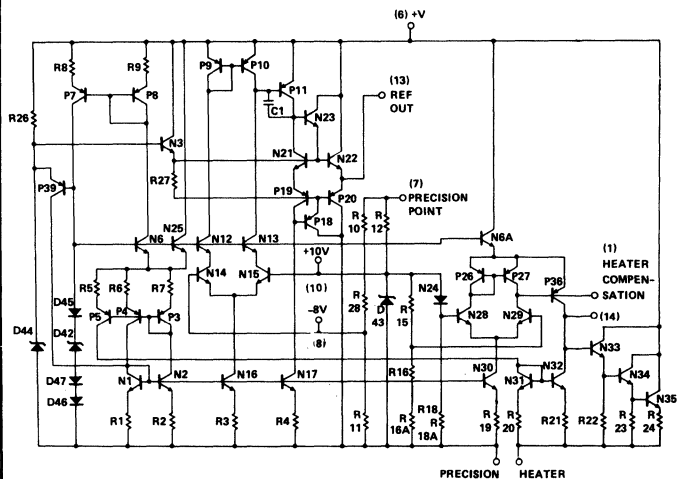 (6) +V
R8
R9
P9
P10
P7
P8
P11
(13)
REF
OUT
R26
C1
N23
N3
N21
N22
R27
P39
P19
P20
(7)
PRECISION
POINT
P18
R
10
R
12
N25
N6
N12
N13
N6A
+10V
(1)
HEATER
COMPEN-
SATION
P26
P27
P36
R5
R6
R7
N14
N15
(10)
N24
D45
P5
P4
P3
–8V
R
28
D
43
R
15
N28
N29
(14)
D44
D42
(8)
N33
D47
N1
N2
N16
N17
R16
N30
N31
N32
N34
D46
N35
R1
R2
R3
R4
R
11
R
16A
R18
R
18A
R
19
R
20
R21
R22
R
23
R
24
PRECISION
HEATER